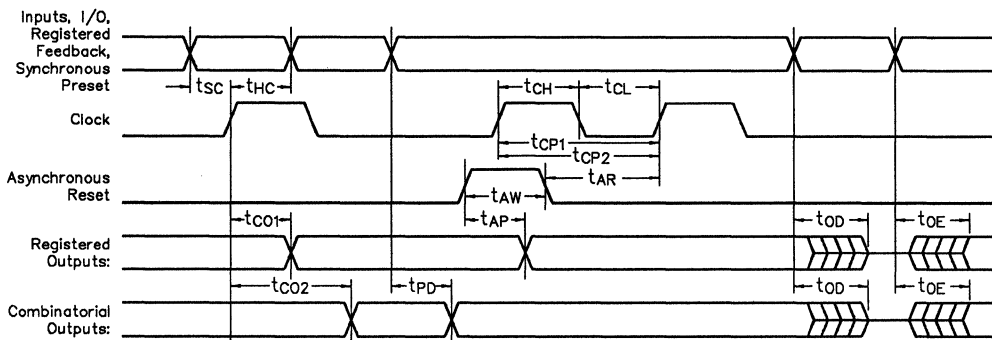 Inputs, I/O,
Registered
Feedback,
Synchronous
Preset
tSC tHC
tCH tCL
Clock
tCP1
tCP2
tAR
Asynchronous
Reset
tAW
tCO1 tAP tOD tOE
Registered
Outputs:
tCO2 tPD tOD tOE
Combinatorial
Outputs: